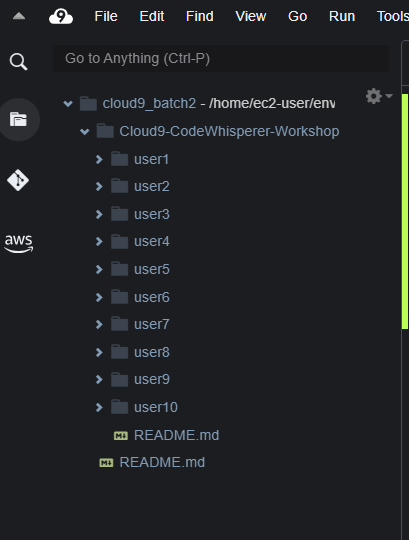 9 File Edit Find View Go Run Tools
Go to Anything (Ctrl-P)
cloud9_batch2 - /home/ec2-user/env
Cloud9-CodeWhisperer-Workshop
user1
user2
user3
user4
aws
user5
user6
user7
user8
user9
user10
M↓ README.md
M↓ README.md